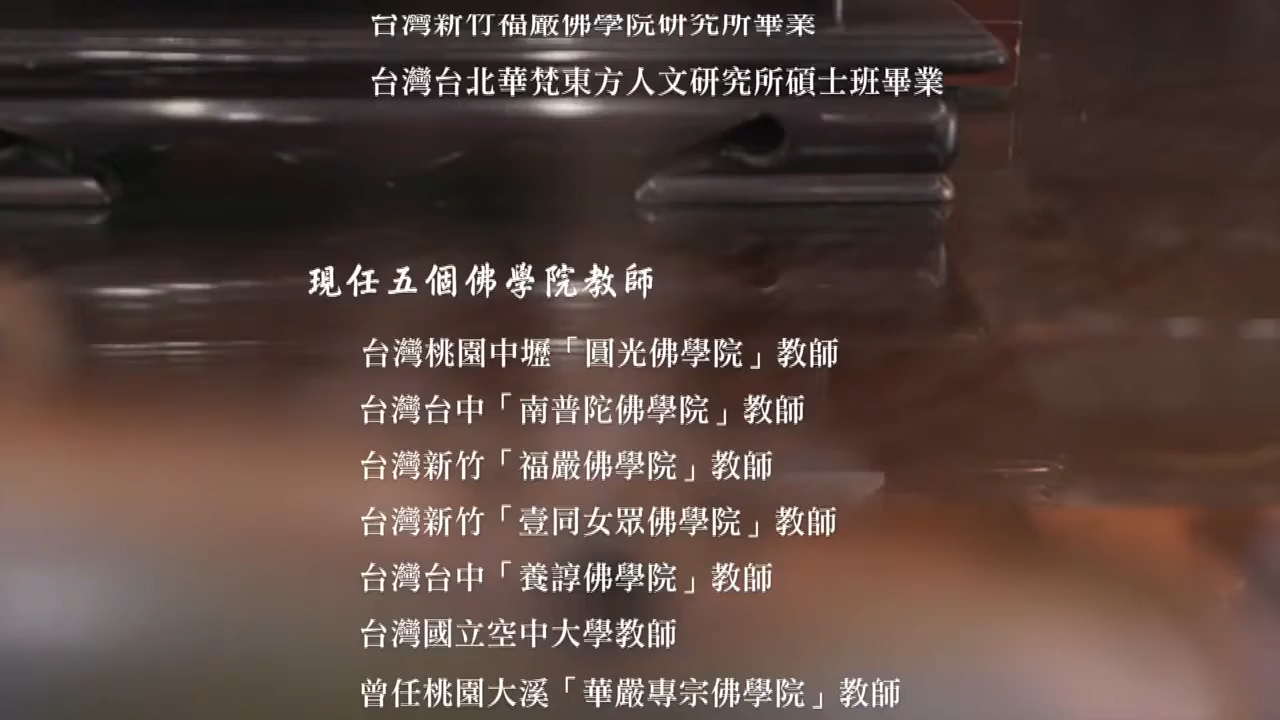 台灣新竹福嚴佛學院研究所畢業
台灣台北華梵東方人文研究所碩士班畢業
現任五個佛學院教師
台灣桃園中壢「圓光佛學院」教師
台灣台中「南普陀佛學院」教師
台灣新竹「福嚴佛學院」教師
台灣新竹「壹同女眾佛學院」教師
台灣台中「養諄佛學院」教師
台灣國立空中大學教師
曾任桃園大溪「華嚴專宗佛學院」教師